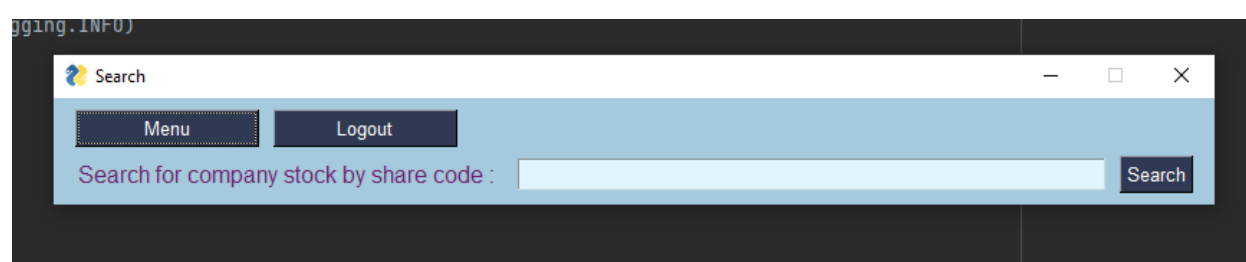 gging.INFO)
Search
Menu Logout
Search for company stock by share code :
Search